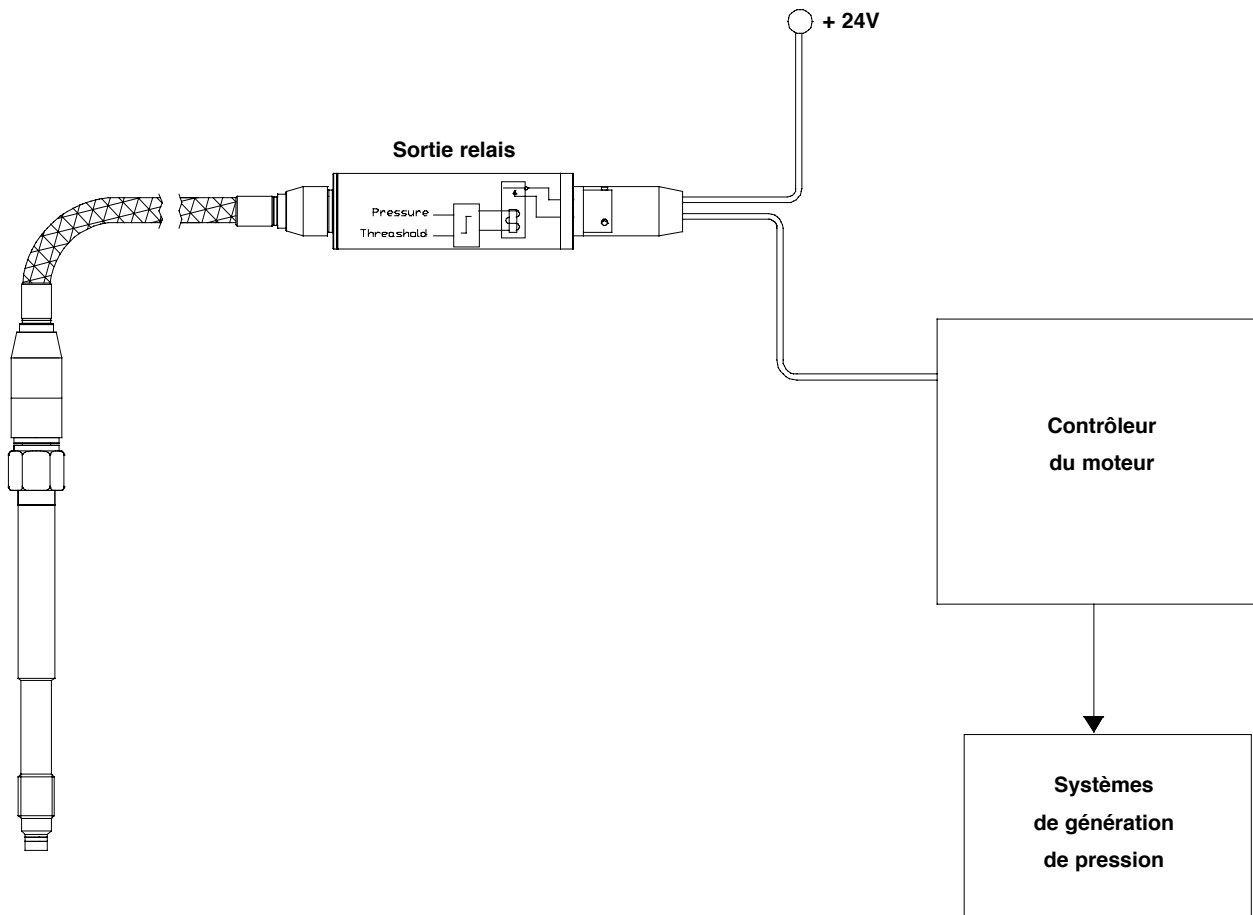 + 24V
Sortie relais
Pressure
Threashold
Contrôleur
du moteur
Systèmes
de génération
de pression